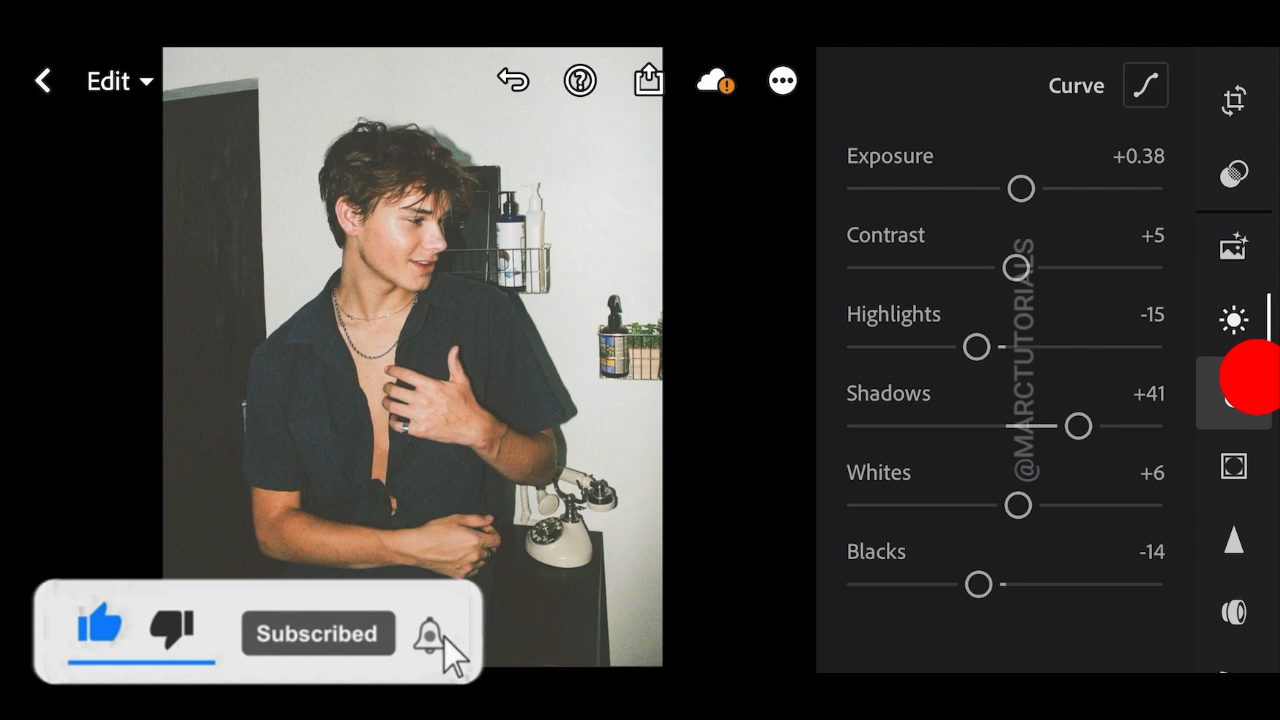 Edit
Curve
Exposure +0.38
Contrast +5
Highlights -15
Shadows +41
Whites +6
Blacks -14
@MARCTUTORIALS
Subscribed